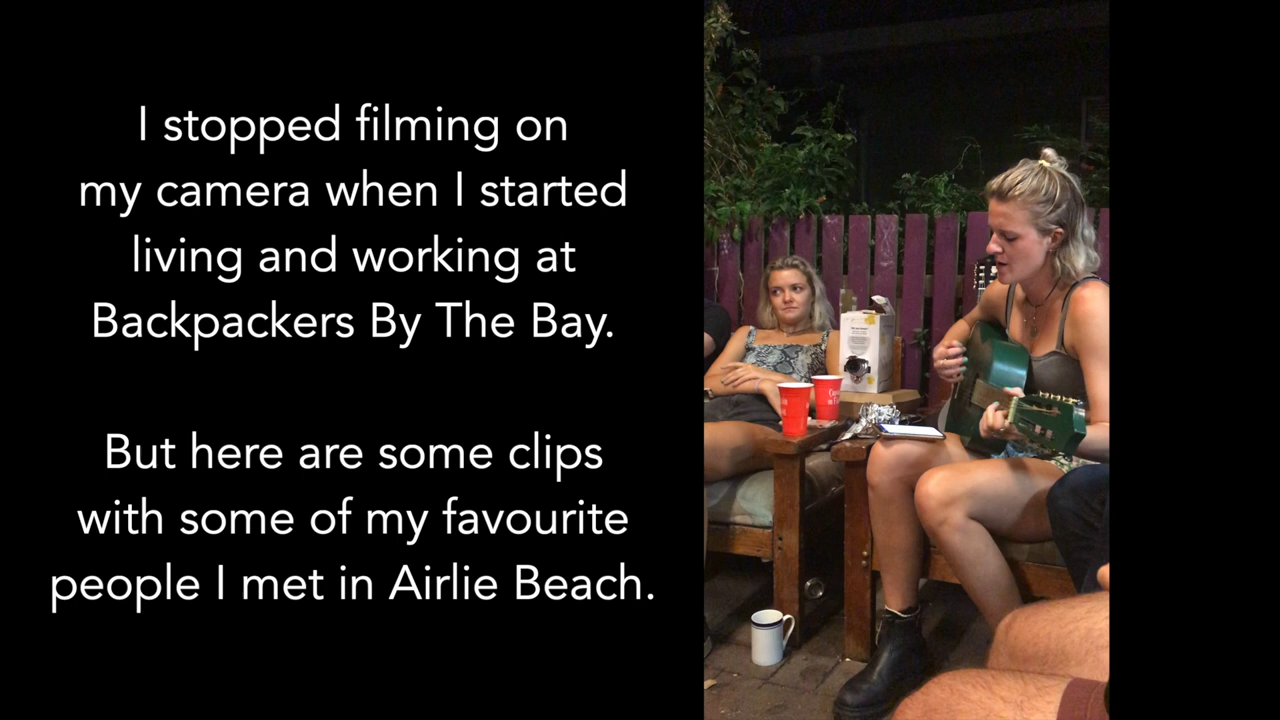 I stopped filming on
my camera when I started
living and working at
Backpackers By The Bay.
But here are some clips
with some of my favourite
people I met in Airlie Beach.